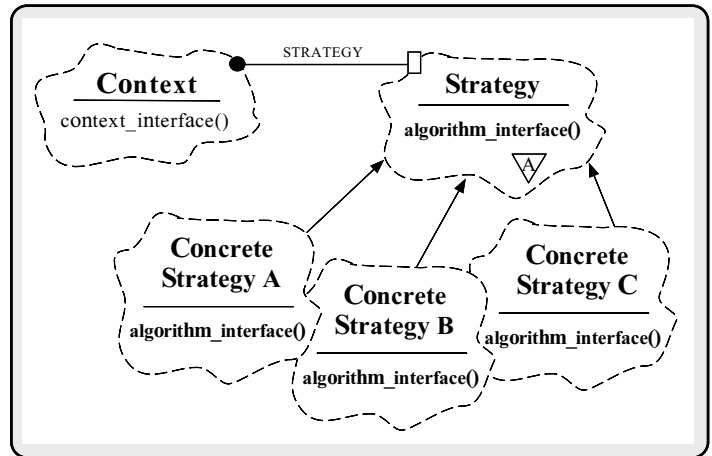 STRATEGY
Context
context_interface()
Strategy
algorithm_interface()
A
Concrete
Strategy A
algorithm_interface()
Concrete
Strategy B
algorithm_interface()
Concrete
Strategy C
algorithm_interface()